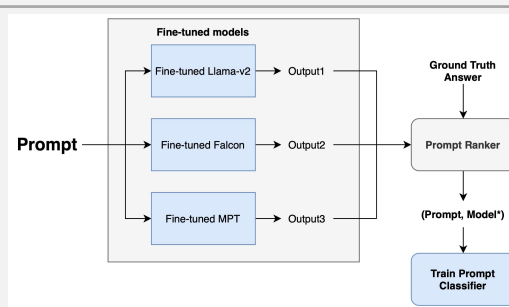 Fine-tuned models
Fine-tuned Llama-v2
Output1
Ground Truth
Answer
Prompt
Fine-tuned Falcon
Output2
Prompt Ranker
Fine-tuned MPT
Output3
(Prompt, Model*)
Train Prompt
Classifier